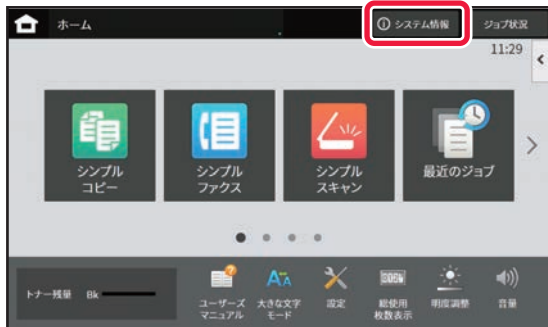 ホーム
システム情報
ジョブ状況
11:29
シンプル
コピー
シンプル
ファクス
シンプル
スキャン
最近のジョブ
トナー残量 Bk
ユーザーズ
マニュアル
大きな文字
モード
設定
総使用
枚数表示
明度調整
音量